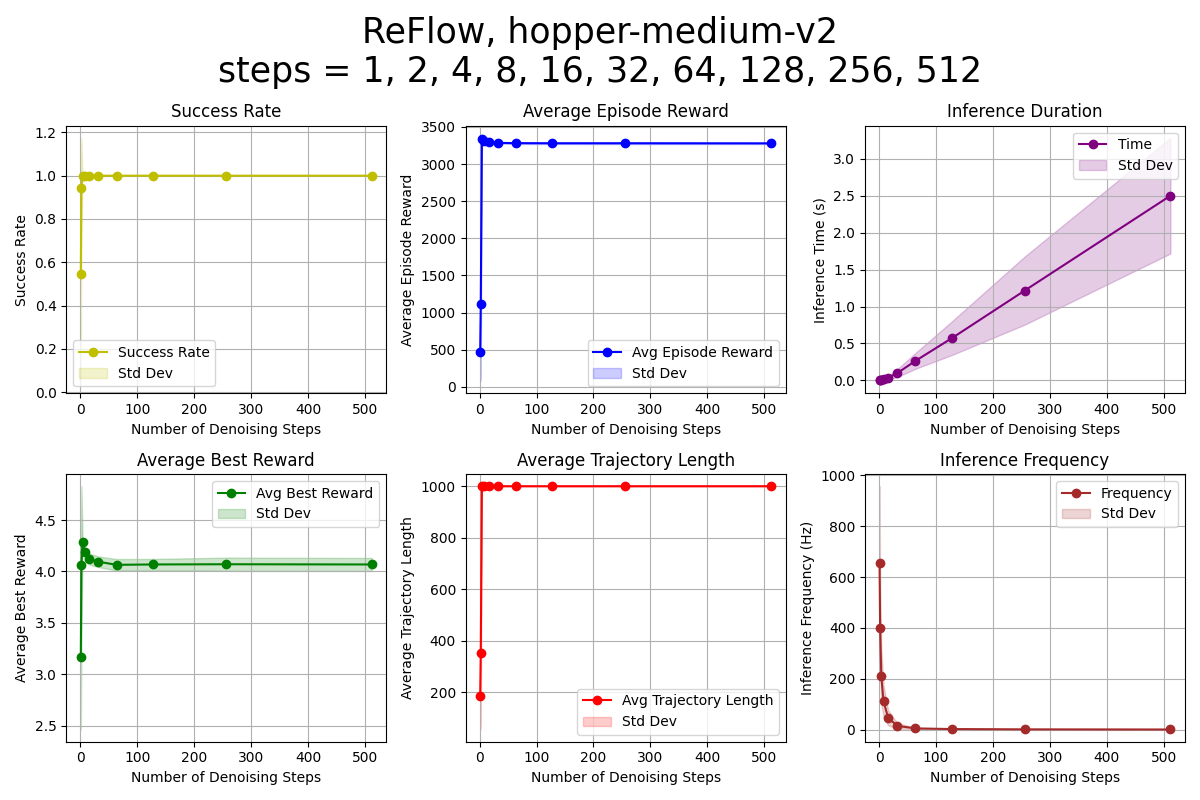 ReFlow, hopper-medium-v2
steps = 1, 2, 4, 8, 16, 32, 64, 128, 256, 512
Success Rate
Success Rate
1.2
1.0
0.8
0.6
0.4
0.2
0.0
Success Rate
Std Dev
0 100 200 300 400 500
Number of Denoising Steps
Average Episode Reward
Average Episode Reward
3500
3000
2500
2000
1500
1000
500
0
Avg Episode Reward
Std Dev
0 100 200 300 400 500
Number of Denoising Steps
Inference Duration
Inference Time (s)
3.0
2.5
2.0
1.5
1.0
0.5
0.0
Time
Std Dev
0 100 200 300 400 500
Number of Denoising Steps
Average Best Reward
Average Best Reward
4.5
4.0
3.5
3.0
2.5
Avg Best Reward
Std Dev
0 100 200 300 400 500
Number of Denoising Steps
Average Trajectory Length
Average Trajectory Length
1000
800
600
400
200
Avg Trajectory Length
Std Dev
0 100 200 300 400 500
Number of Denoising Steps
Inference Frequency
Inference Frequency (Hz)
1000
800
600
400
200
0
Frequency
Std Dev
0 100 200 300 400 500
Number of Denoising Steps